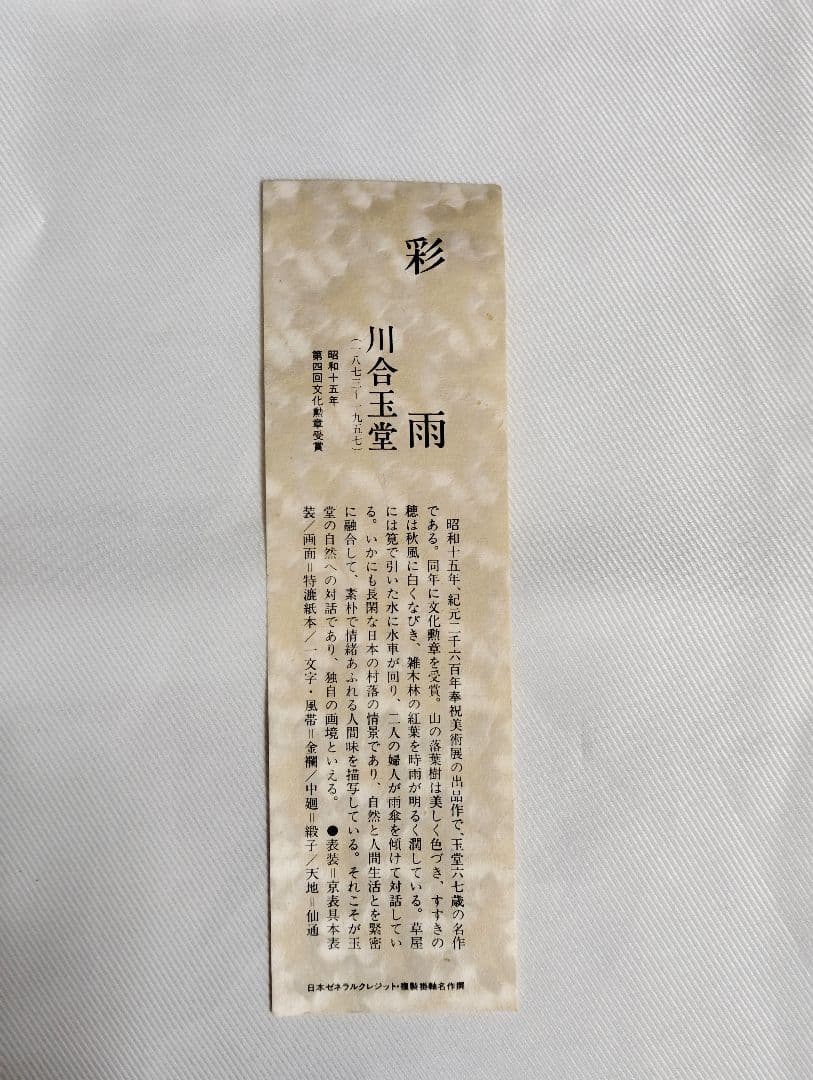 彩雨
川合玉堂
(一八七三〜一九五七)
昭和十五年
第四回文化勲章受賞
昭和十五年、紀元二千六百年奉祝美術展の出品作で、玉堂六七歳の名作
である。同年に文化勲章を受賞。山の落葉樹は美しく色づき、すすきの
穂は秋風に白くなびき、雑木林の紅葉を時雨が明るく潤している。草屋
には筧で引いた水に水車が回り、二人の婦人が雨傘を傾けて対話してい
る。いかにも長閑な日本の村落の情景であり、自然と人間生活とを緊密
に融合して、素朴で情緒あふれる人間味を描写している。それこそが玉
堂の自然への対話であり、独自の画境といえる。 ●表装＝京表具本表
装／画面＝特漉紙本／一文字・風帯＝金襴／中廻＝緞子／天地＝仙通
日本ゼネラルクレジット・複製掛軸名作撰